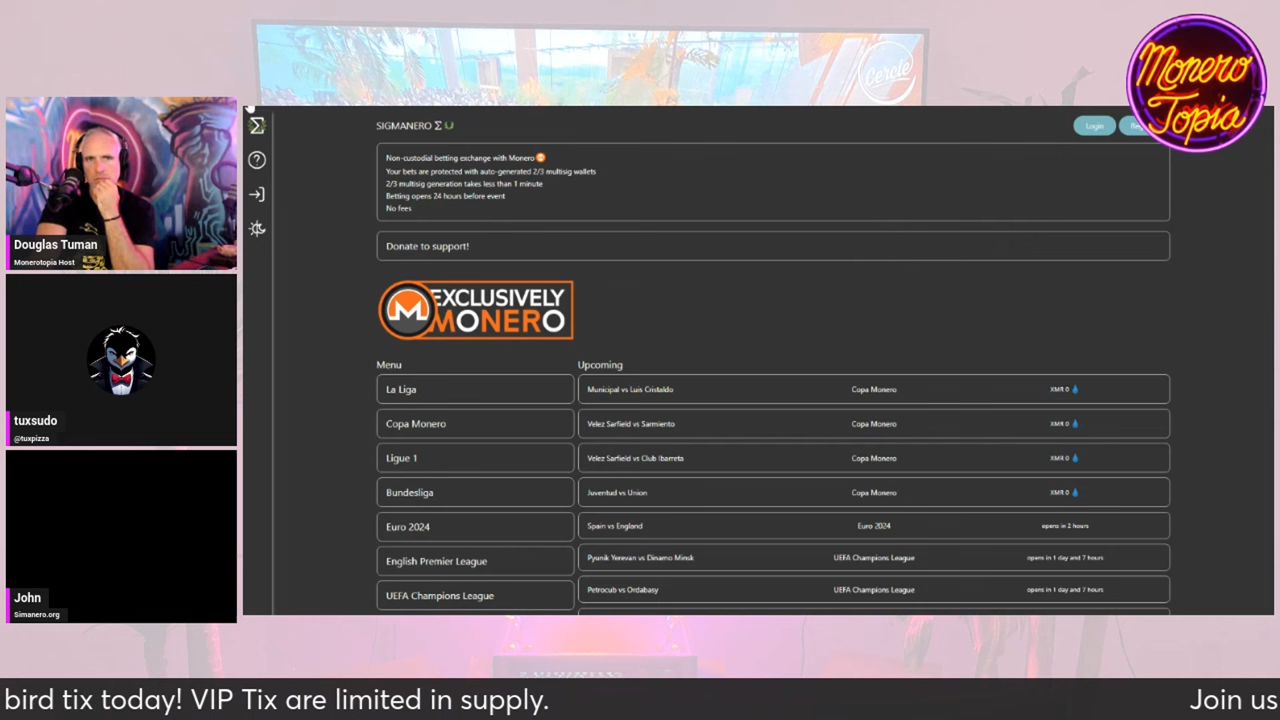 Cercle
Monero
Topia
Douglas Tuman
Monerotopia Host
tuxsudo
@tuxpizza
John
Simanero.org
SIGMANERO Σ
Login
Non-custodial betting exchange with Monero
Your bets are protected with auto-generated 2/3 multisig wallets
2/3 multisig generation takes less than 1 minute
Betting opens 24 hours before event
No fees
Donate to support!
EXCLUSIVELY
MONERO
Menu
La Liga
Copa Monero
Ligue 1
Bundesliga
Euro 2024
English Premier League
UEFA Champions League
Upcoming
Municipal vs Luis Cristaldo Copa Monero XMR 0
Velez Sarfield vs Sarmiento Copa Monero XMR 0
Velez Sarfield vs Club Ibarreta Copa Monero XMR 0
Juventud vs Union Copa Monero XMR 0
Spain vs England Euro 2024 opens in 2 hours
Pyunik Yerevan vs Dinamo Minsk UEFA Champions League opens in 1 day and 7 hours
Petrocub vs Ordabasy UEFA Champions League opens in 1 day and 7 hours
bird tix today! VIP Tix are limited in supply. Join us